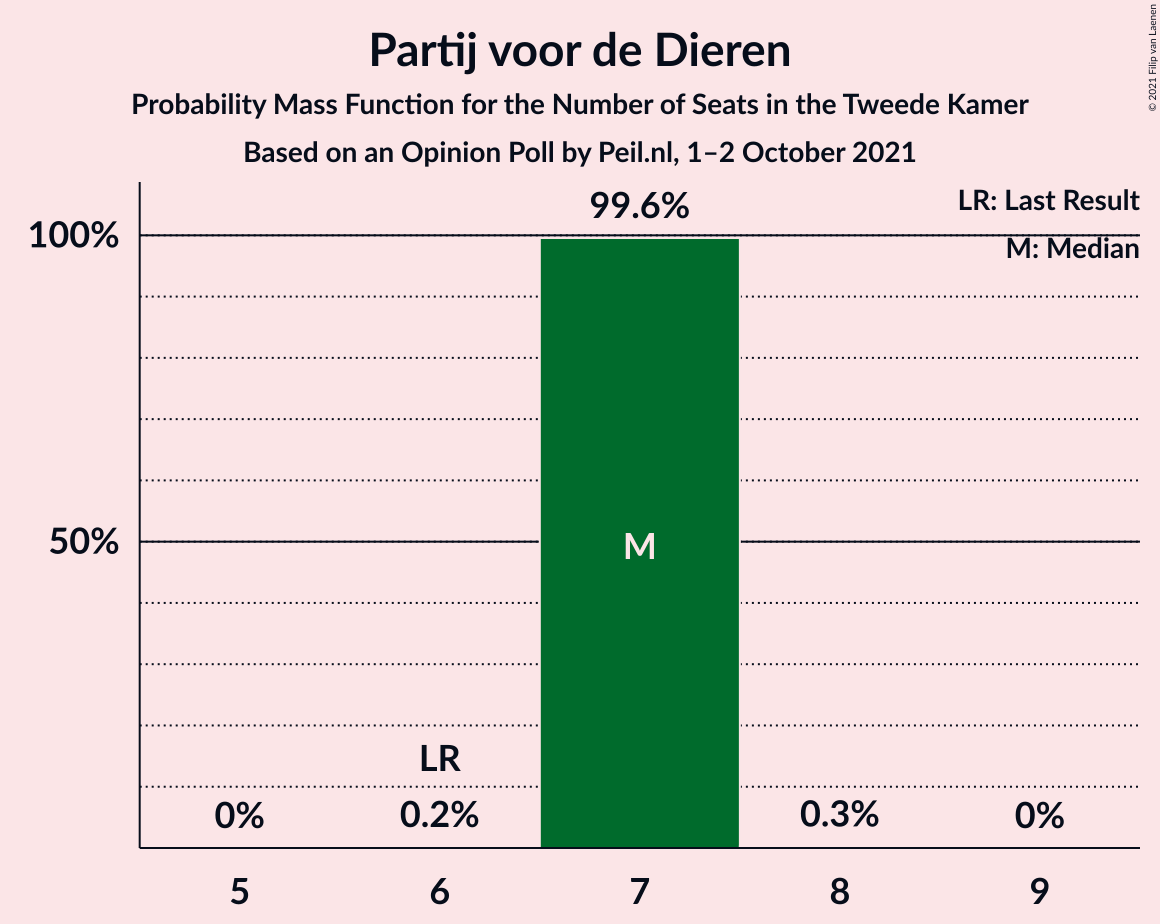 Partij voor de Dieren
Probability Mass Function for the Number of Seats in the Tweede Kamer
Based on an Opinion Poll by Peil.nl, 1–2 October 2021
© 2021 Filip van Laenen
LR: Last Result
M: Median
99.6%
100%
50%
M
LR
0%
0.2%
0.3%
0%
5
6
7
8
9